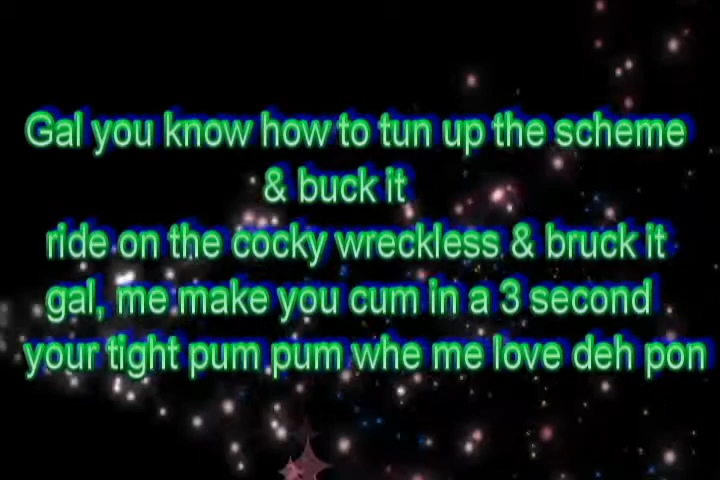 Gal you know how to tun up the scheme
& buck it
ride on the cocky wreckless & bruck it
gal, me make you cum in a 3 second
your tight pum pum whe me love deh pon